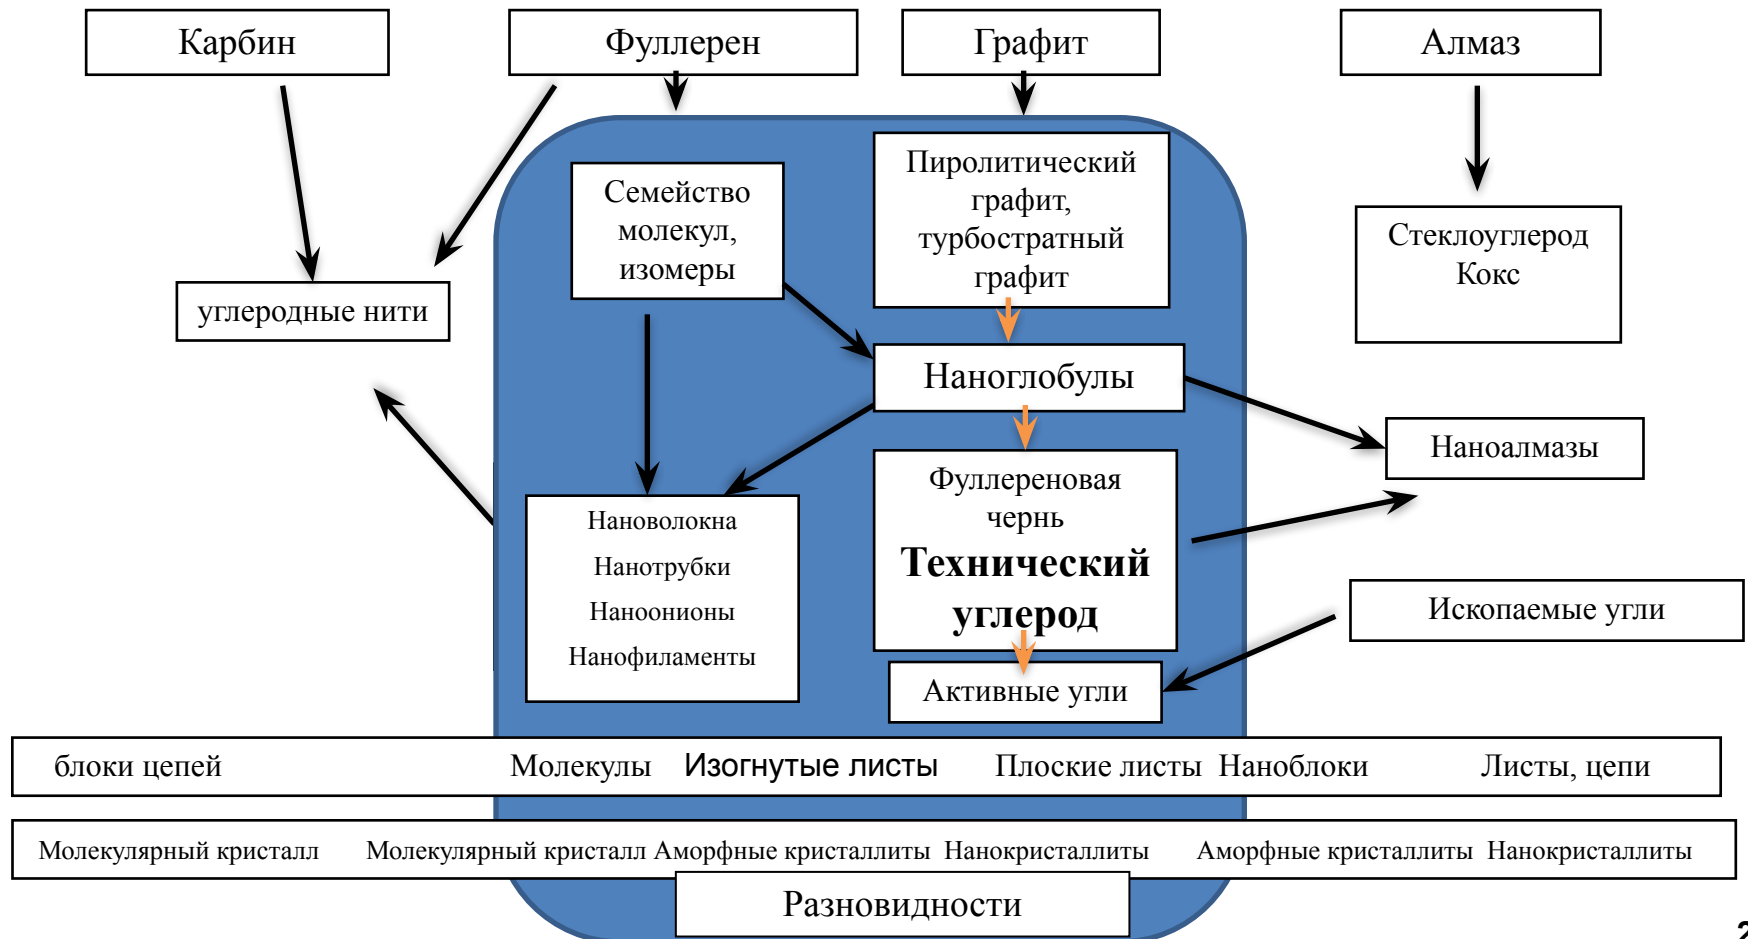 Карбин
Фуллерен
Графит
Алмаз
Семейство
молекул,
изомеры
Пиролитический
графит,
турбостратный
графит
Стеклоуглерод
Кокс
углеродные нити
Наноглобулы
Наноалмазы
Нановолокна
Нанотрубки
Наноонионы
Нанофиламенты
Фуллереновая
чернь
Технический
углерод
Ископаемые угли
Активные угли
блоки цепей Молекулы Изогнутые листы Плоские листы Наноблоки Листы, цепи
Молекулярный кристалл Молекулярный кристалл Аморфные кристаллиты Нанокристаллиты Аморфные кристаллиты Нанокристаллиты
Разновидности